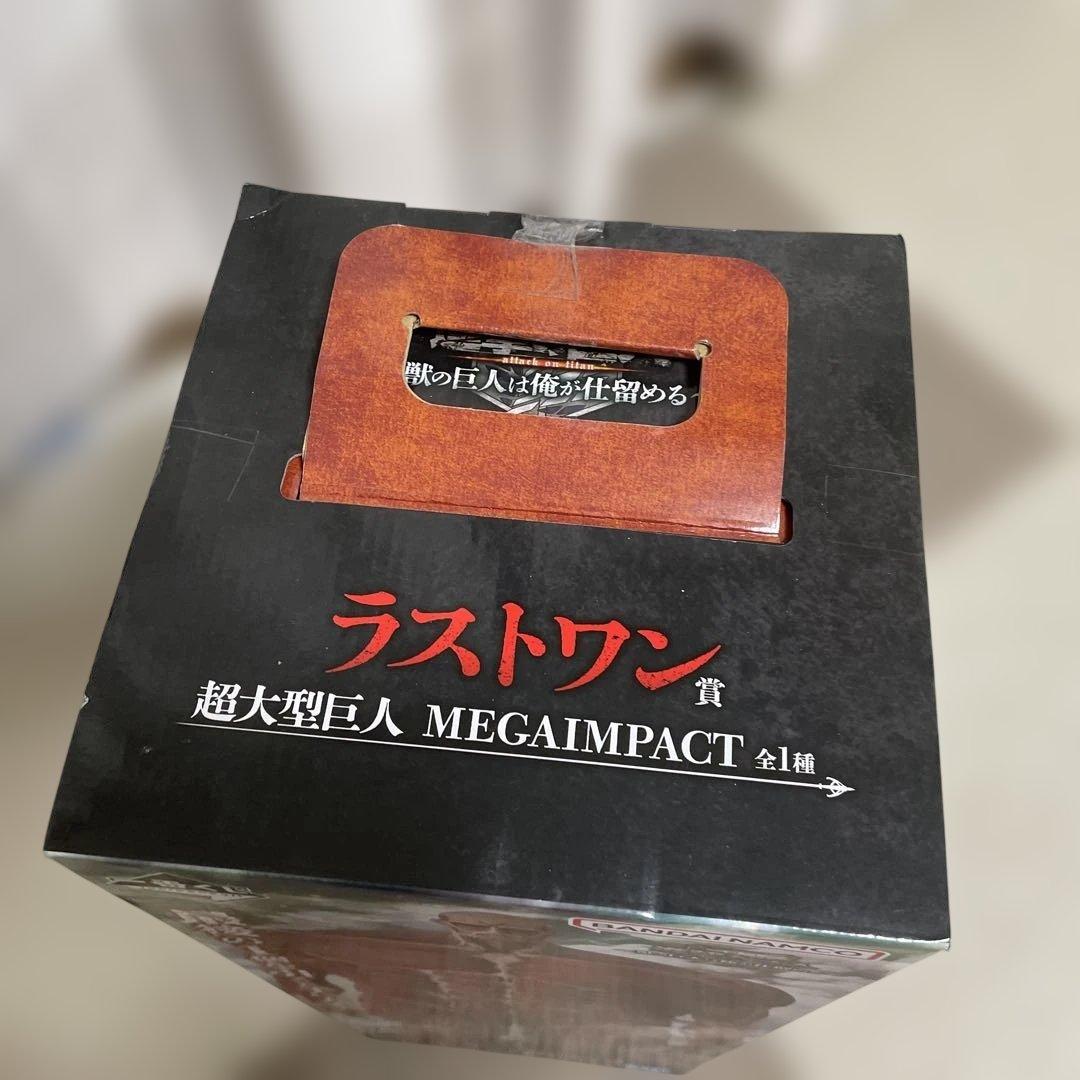 attack on titan
獣の巨人は俺が仕留める
ラストワン賞
超大型巨人 MEGAIMPACT 全1種
BANDAI NAMCO